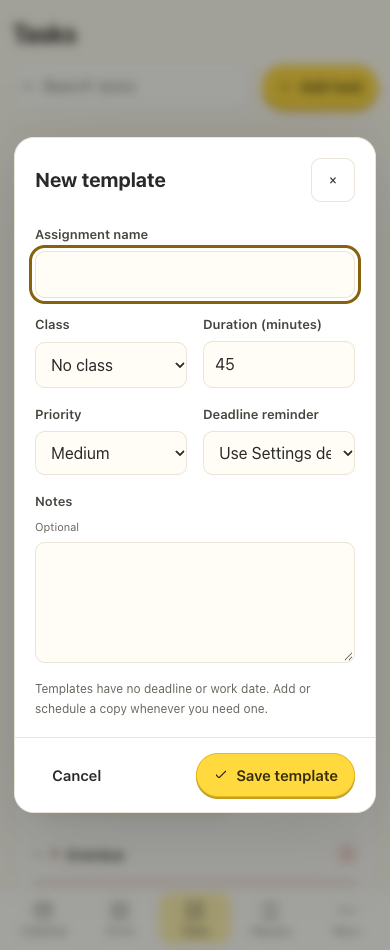 Tasks
New template
×
Assignment name
Class
Duration (minutes)
No class
45
Priority
Deadline reminder
Medium
Use Settings de
Notes
Optional
Templates have no deadline or work date. Add or
schedule a copy whenever you need one.
Cancel
Save template